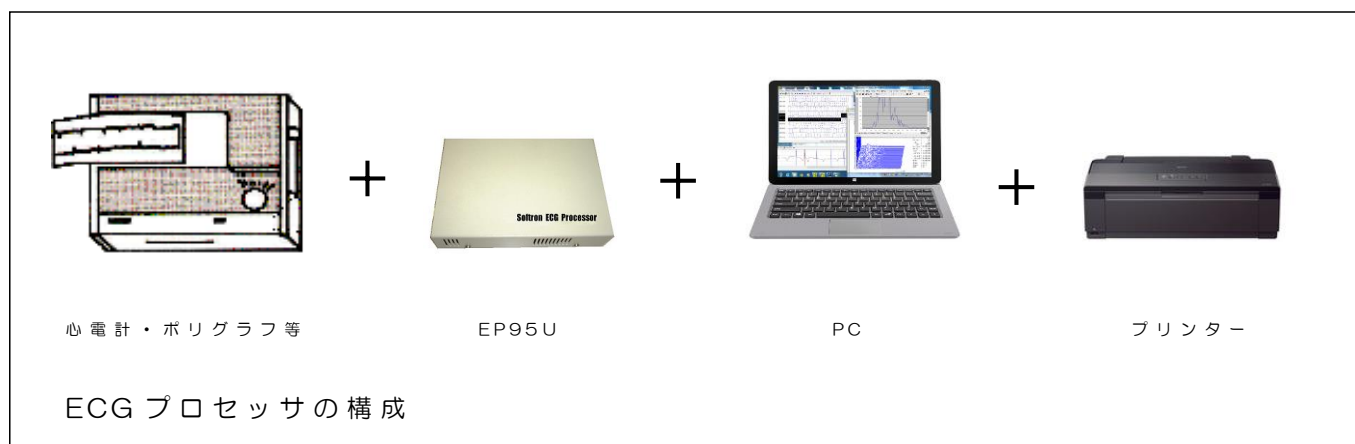 Softron ECG Processor
心電計・ポリグラフ等
EP95U
PC
プリンター
ECGプロセッサの構成